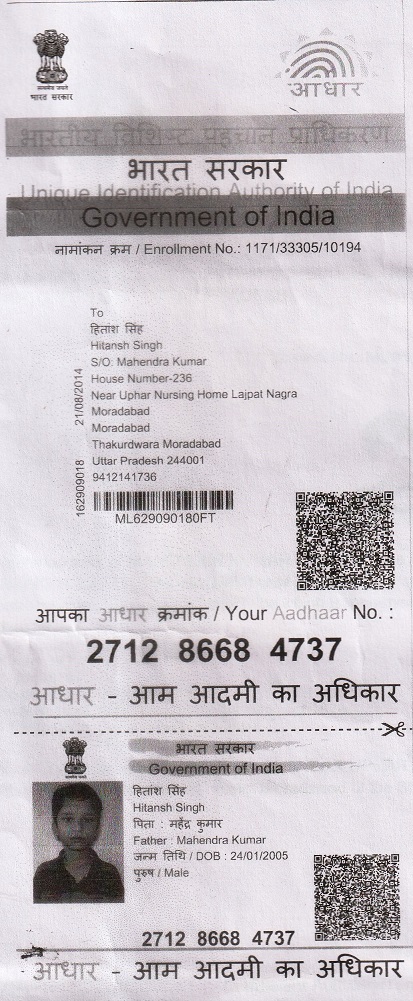 सत्यमेव जयते
भारत सरकार
आधार
भारतीय विशिष्ट पहचान प्राधिकरण
भारत सरकार
Unique Identification Authority of India
Government of India
नामांकन क्रम / Enrollment No.: 1171/33305/10194
To
हितांश सिंह
Hitansh Singh
S/O: Mahendra Kumar
House Number-236
Near Uphar Nursing Home Lajpat Nagra
Moradabad
Moradabad
Thakurdwara Moradabad
Uttar Pradesh 244001
9412141736
21/08/2014
162909018
ML629090180FT
आपका आधार क्रमांक / Your Aadhaar No. :
2712 8668 4737
आधार - आम आदमी का अधिकार
भारत सरकार
Government of India
हितांश सिंह
Hitansh Singh
पिता : महेंद्र कुमार
Father : Mahendra Kumar
जन्म तिथि / DOB : 24/01/2005
पुरुष / Male
2712 8668 4737
आधार - आम आदमी का अधिकार